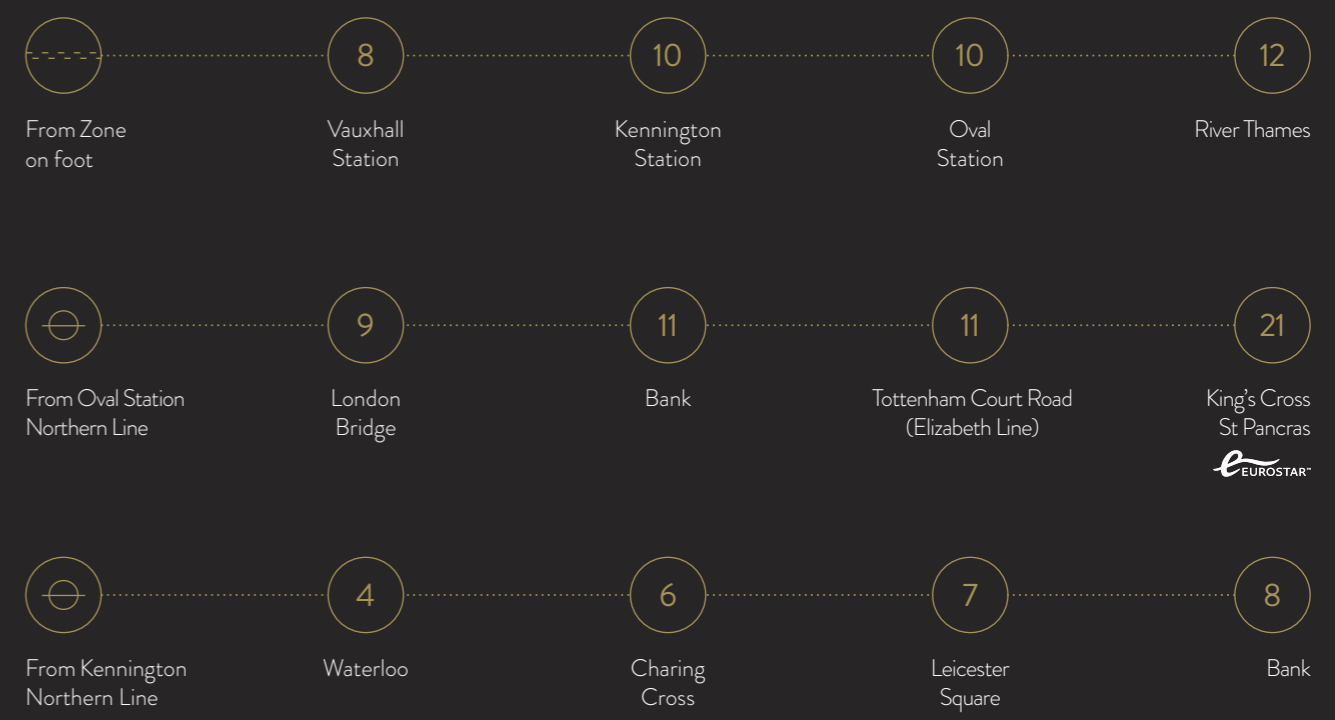 8
10
10
12
From Zone
on foot
Vauxhall
Station
Kennington
Station
Oval
Station
River Thames
9
11
11
21
From Oval Station
Northern Line
London
Bridge
Bank
Tottenham Court Road
(Elizabeth Line)
King's Cross
St Pancras
eEUROSTAR™
4
6
7
8
From Kennington
Northern Line
Waterloo
Charing
Cross
Leicester
Square
Bank